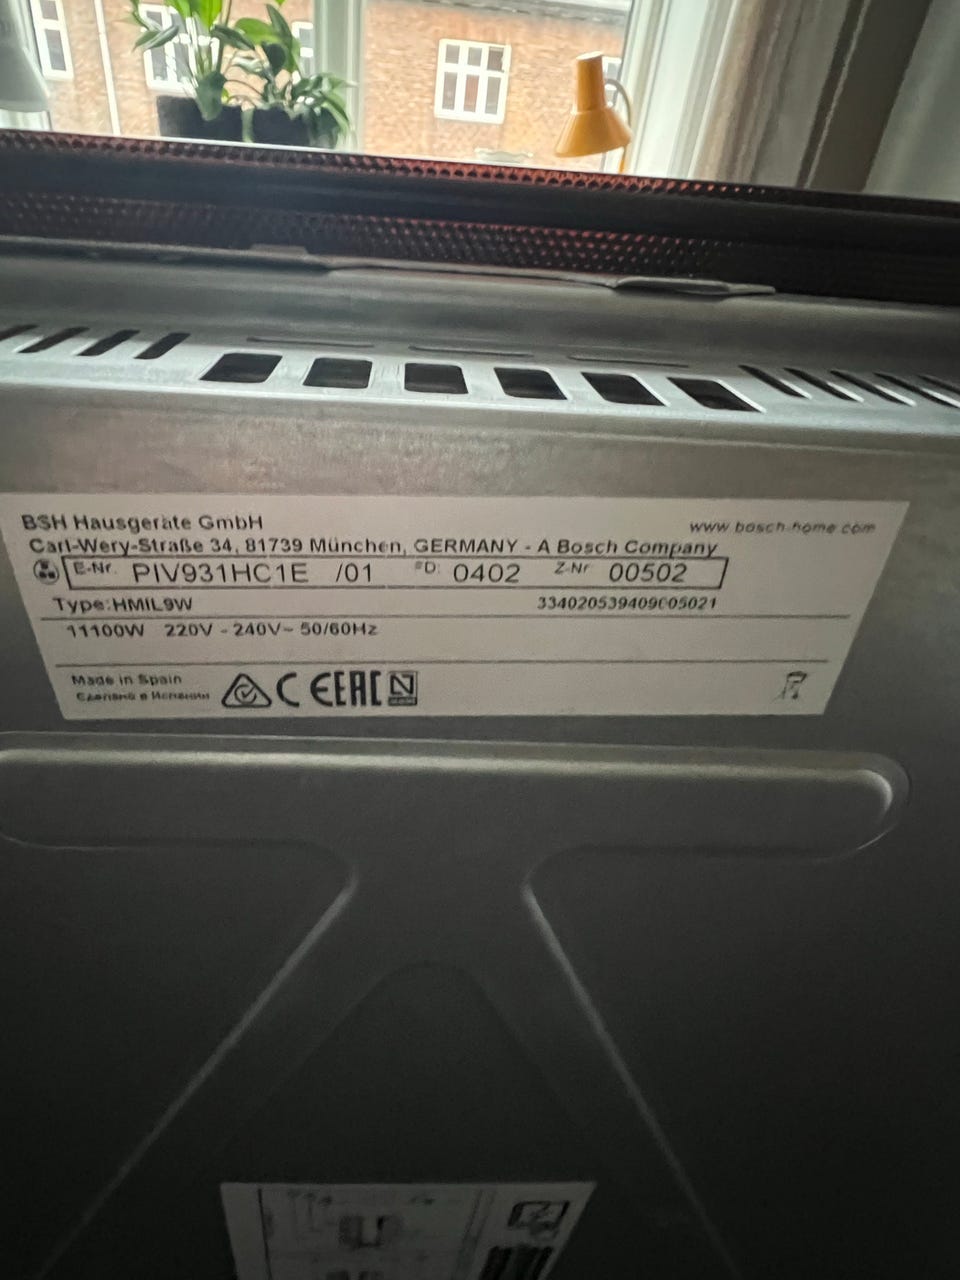 BSH Hausgeräte GmbH
www.bosch-home.com
Carl-Wery-Straße 34, 81739 München, GERMANY - A Bosch Company
E-Nr. PIV931HC1E /01 FD: 0402 Z-Nr 00502
Type:HMIL9W 334020539409005021
11100W 220V - 240V~ 50/60Hz
Made in Spain
Сделано в Испании
CE EAC N